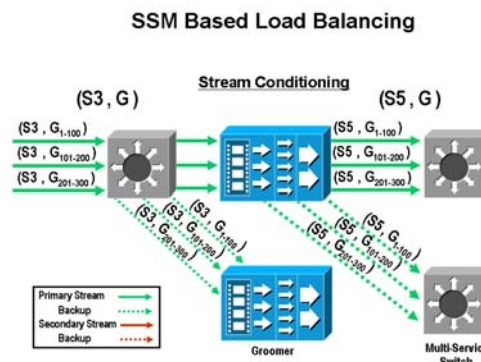 SSM Based Load Balancing
Stream Conditioning
(S3 , G)
(S5 , G)
(S3 , G1-100)
(S3 , G101-200)
(S3 , G201-300)
(S5 , G1-100)
(S5 , G101-200)
(S5 , G201-300)
(S3 , G1-100)
(S3 , G101-200)
(S3 , G201-300)
(S5 , G1-100)
(S5 , G101-200)
(S5 , G201-300)
Primary Stream
Backup
Secondary Stream
Backup
Groomer
Multi-Servic
Switch